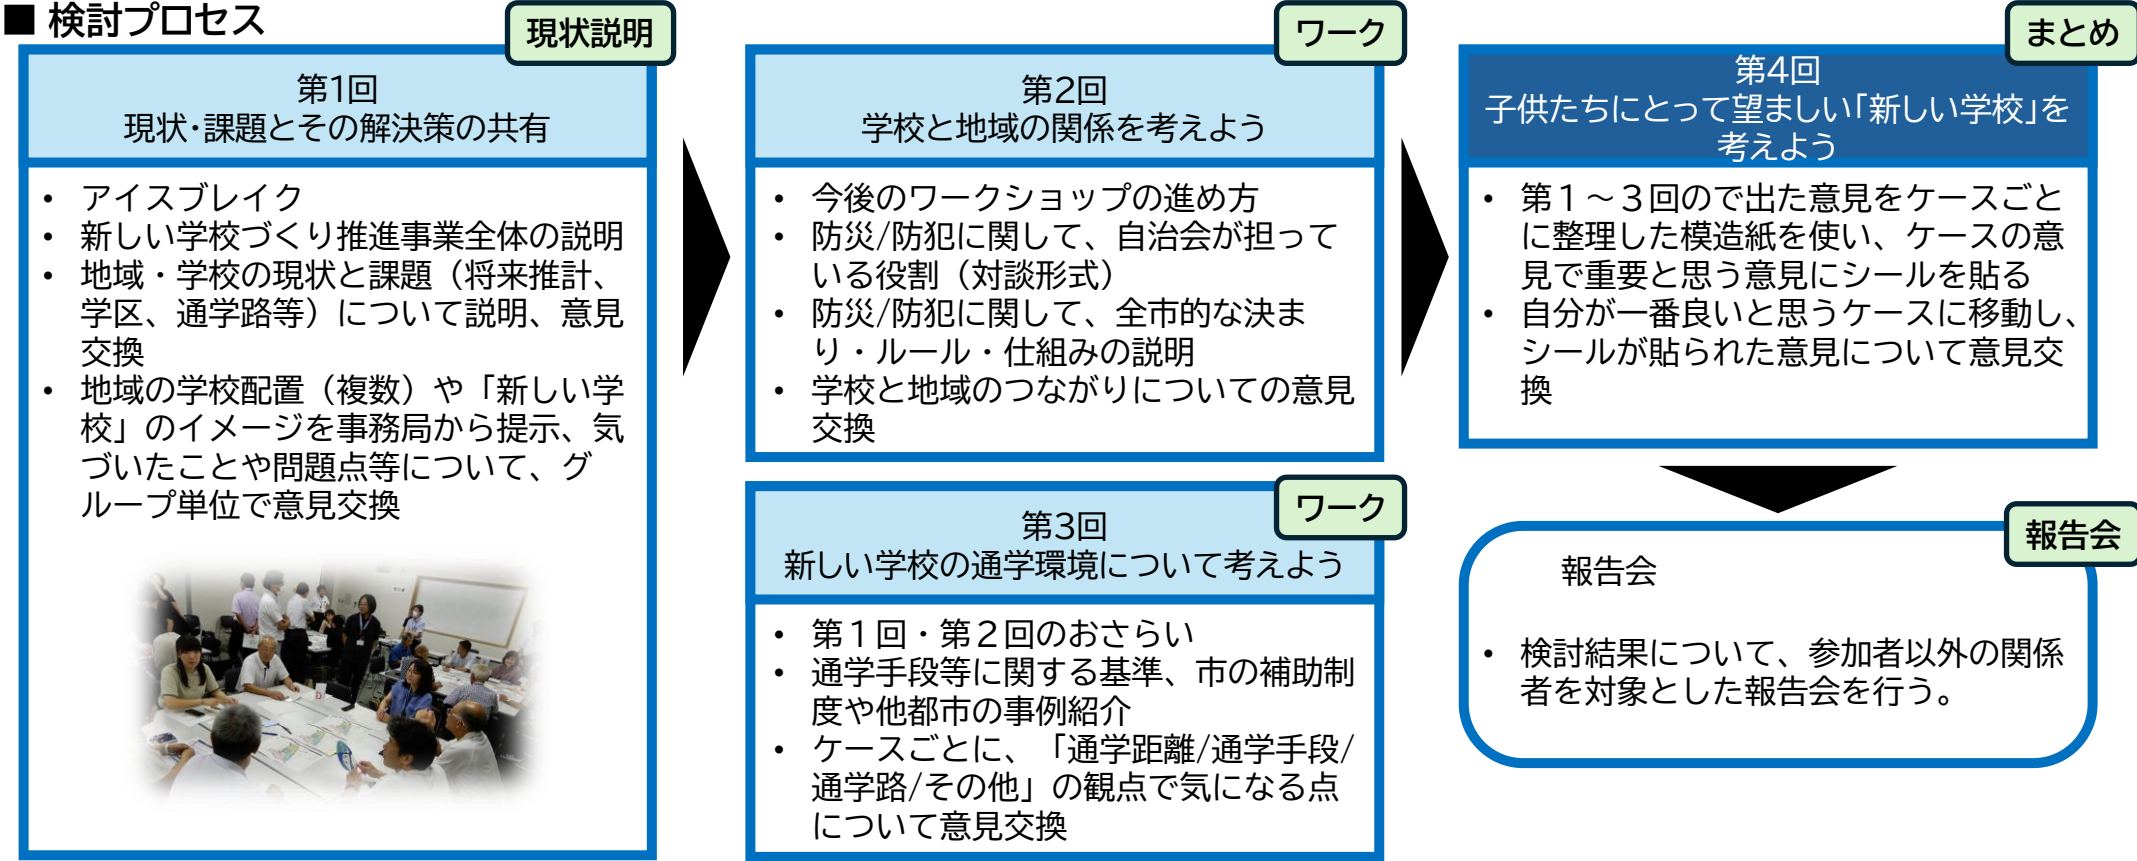 ■ 検討プロセス
現状説明
第1回
現状・課題とその解決策の共有
• アイスブレイク
• 新しい学校づくり推進事業全体の説明
• 地域・学校の現状と課題（将来推計、
学区、通学路等）について説明、意見
交換
• 地域の学校配置（複数）や「新しい学
校」のイメージを事務局から提示、気
づいたことや問題点等について、グ
ループ単位で意見交換
ワーク
第2回
学校と地域の関係を考えよう
• 今後のワークショップの進め方
• 防災/防犯に関して、自治会が担って
いる役割（対談形式）
• 防災/防犯に関して、全市的な決ま
り・ルール・仕組みの説明
• 学校と地域のつながりについての意見
交換
ワーク
第3回
新しい学校の通学環境について考えよう
• 第１回・第２回のおさらい
• 通学手段等に関する基準、市の補助制
度や他都市の事例紹介
• ケースごとに、「通学距離/通学手段/
通学路/その他」の観点で気になる点
について意見交換
まとめ
第4回
子供たちにとって望ましい「新しい学校」を
考えよう
• 第１～３回ので出た意見をケースごと
に整理した模造紙を使い、ケースの意
見で重要と思う意見にシールを貼る
• 自分が一番良いと思うケースに移動し、
シールが貼られた意見について意見交
換
報告会
報告会
• 検討結果について、参加者以外の関係
者を対象とした報告会を行う。